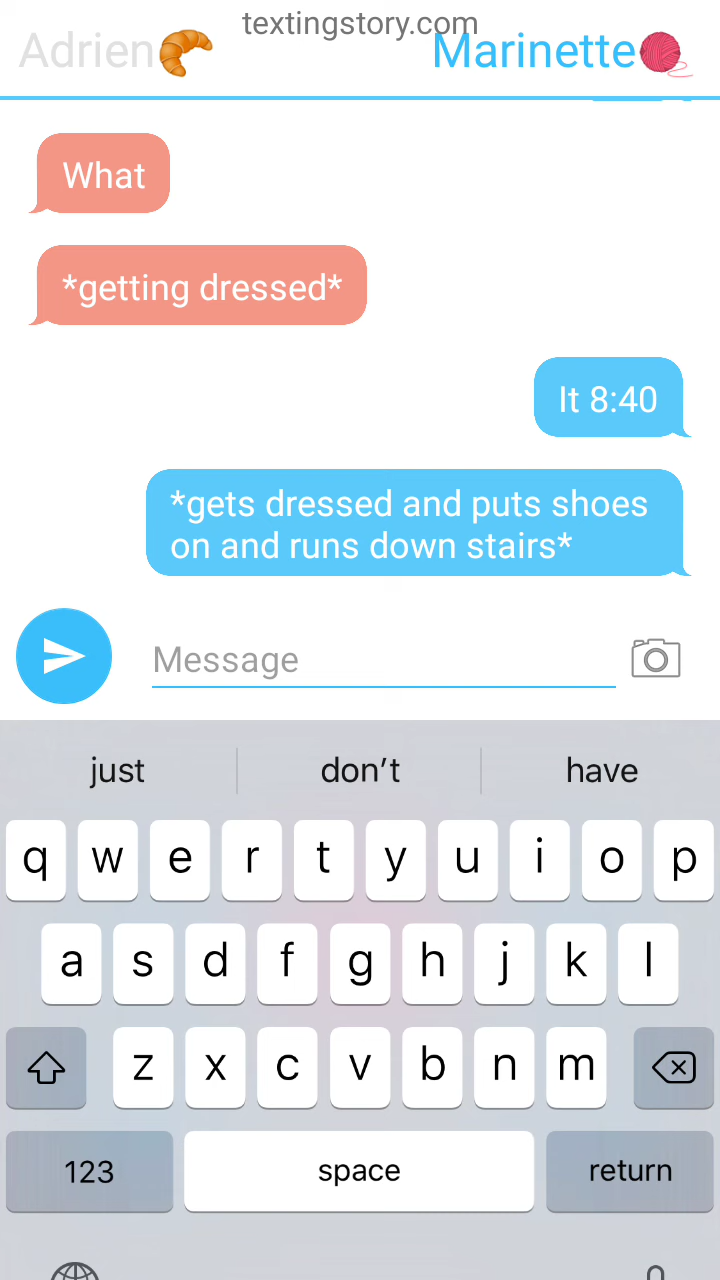 textingstory.com
Adrien🥐 Marinette🧶
What
*getting dressed*
It 8:40
*gets dressed and puts shoes
on and runs down stairs*
Message
just don't have
q w e r t y u i o p
a s d f g h j k l
z x c v b n m
123 space return